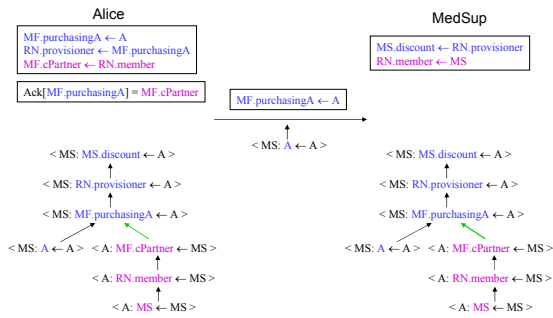 Alice
MedSup
MF.purchasingA ← A
RN.provisioner ← MF.purchasingA
MF.cPartner ← RN.member
MS.discount ← RN.provisioner
RN.member ← MS
Ack[MF.purchasingA] = MF.cPartner
MF.purchasingA ← A
< MS: A ← A >
< MS: MS.discount ← A >
< MS: MS.discount ← A >
< MS: RN.provisioner ← A >
< MS: RN.provisioner ← A >
< MS: MF.purchasingA ← A >
< MS: MF.purchasingA ← A >
< MS: A ← A > < A: MF.cPartner ← MS >
< MS: A ← A > < A: MF.cPartner ← MS >
< A: RN.member ← MS >
< A: RN.member ← MS >
< A: MS ← MS >
< A: MS ← MS >